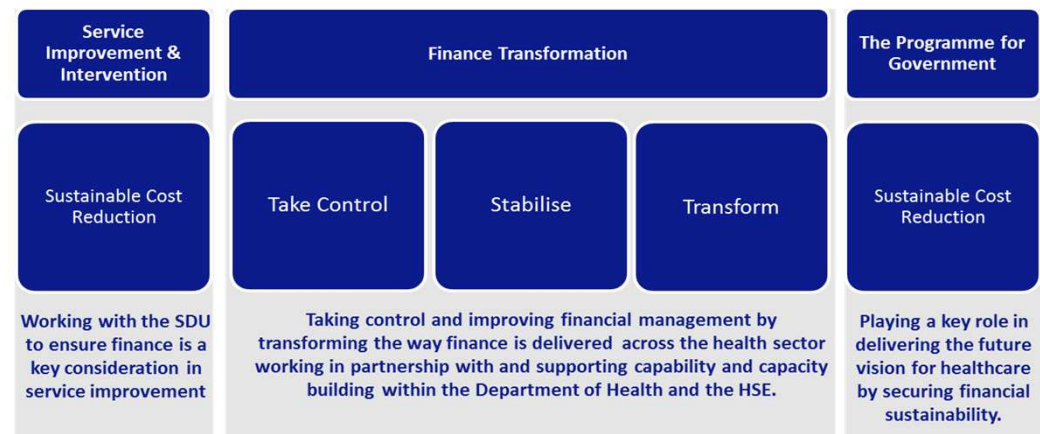 Service
Improvement &
Intervention
Finance Transformation
The Programme for
Government
Sustainable Cost
Reduction
Take Control
Stabilise
Transform
Sustainable Cost
Reduction
Working with the SDU
to ensure finance is a
key consideration in
service improvement
Taking control and improving financial management by
transforming the way finance is delivered across the health sector
working in partnership with and supporting capability and capacity
building within the Department of Health and the HSE.
Playing a key role in
delivering the future
vision for healthcare
by securing financial
sustainability.